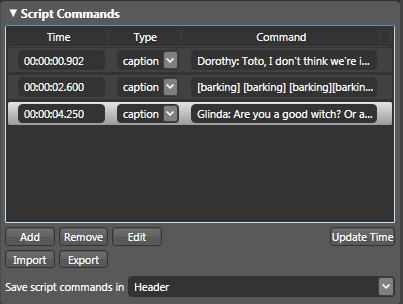 Script Commands
Time Type Command
00:00:00.902 caption Dorothy: Toto, I don't think we're i...
00:00:02.600 caption [barking] [barking] [barking][barkin...
00:00:04.250 caption Glinda: Are you a good witch? Or a...
Add Remove Edit Update Time
Import Export
Save script commands in Header